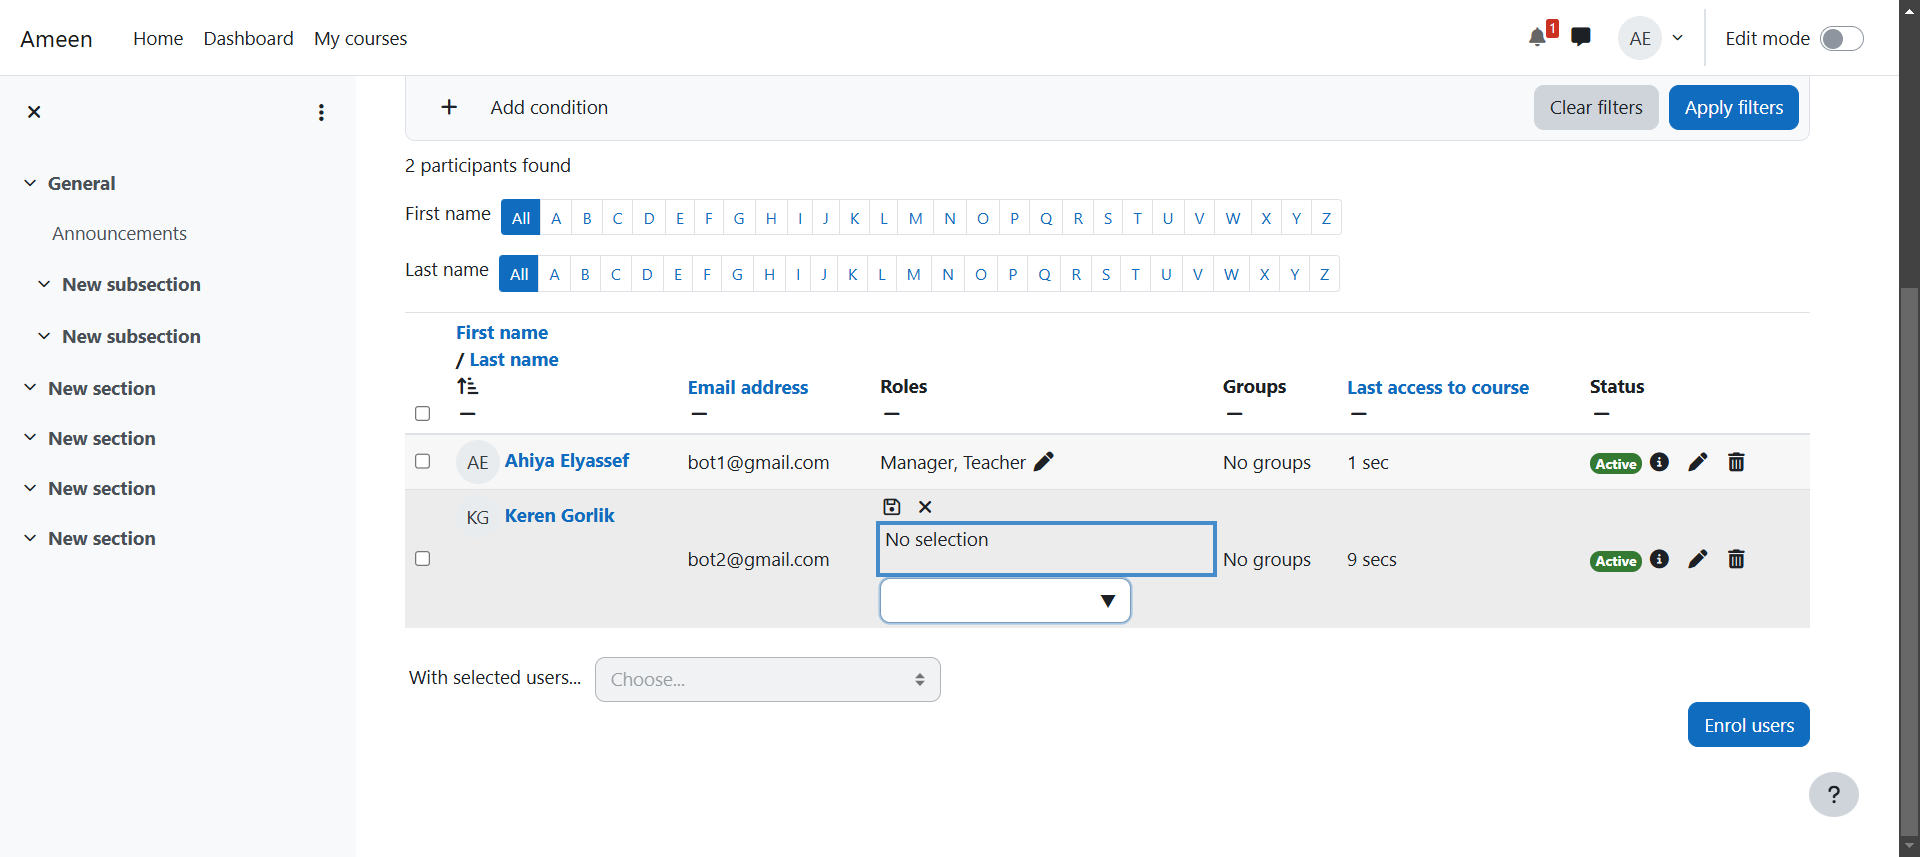 Ameen Home Dashboard My courses 1 AE Edit mode
Add condition Clear filters Apply filters
2 participants found
General
First name All A B C D E F G H I J K L M N O P Q R S T U V W X Y Z
Announcements
Last name All A B C D E F G H I J K L M N O P Q R S T U V W X Y Z
New subsection
New subsection
First name
/ Last name
New section
Email address Roles Groups Last access to course Status
New section
AE Ahiya Elyassef bot1@gmail.com Manager, Teacher No groups 1 sec Active
New section
KG Keren Gorlik
New section
No selection
bot2@gmail.com No groups 9 secs Active
With selected users... Choose...
Enrol users
?